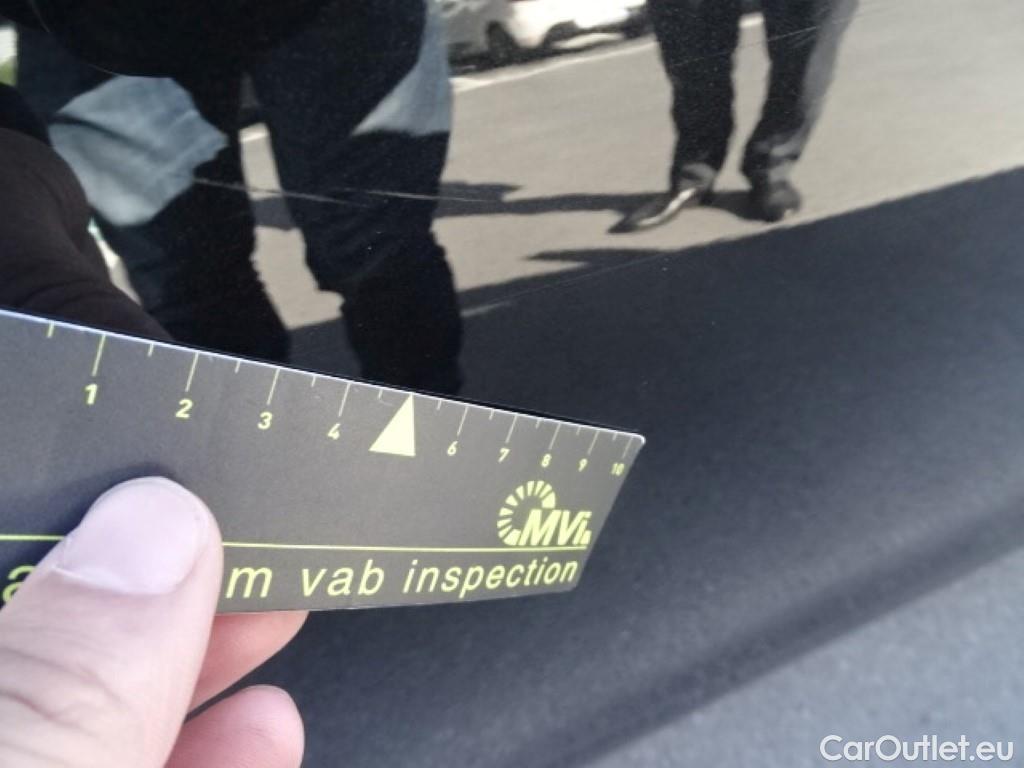 1 2 3 4 6 7 8 9 10
MVi
m vab inspection
CarOutlet.eu